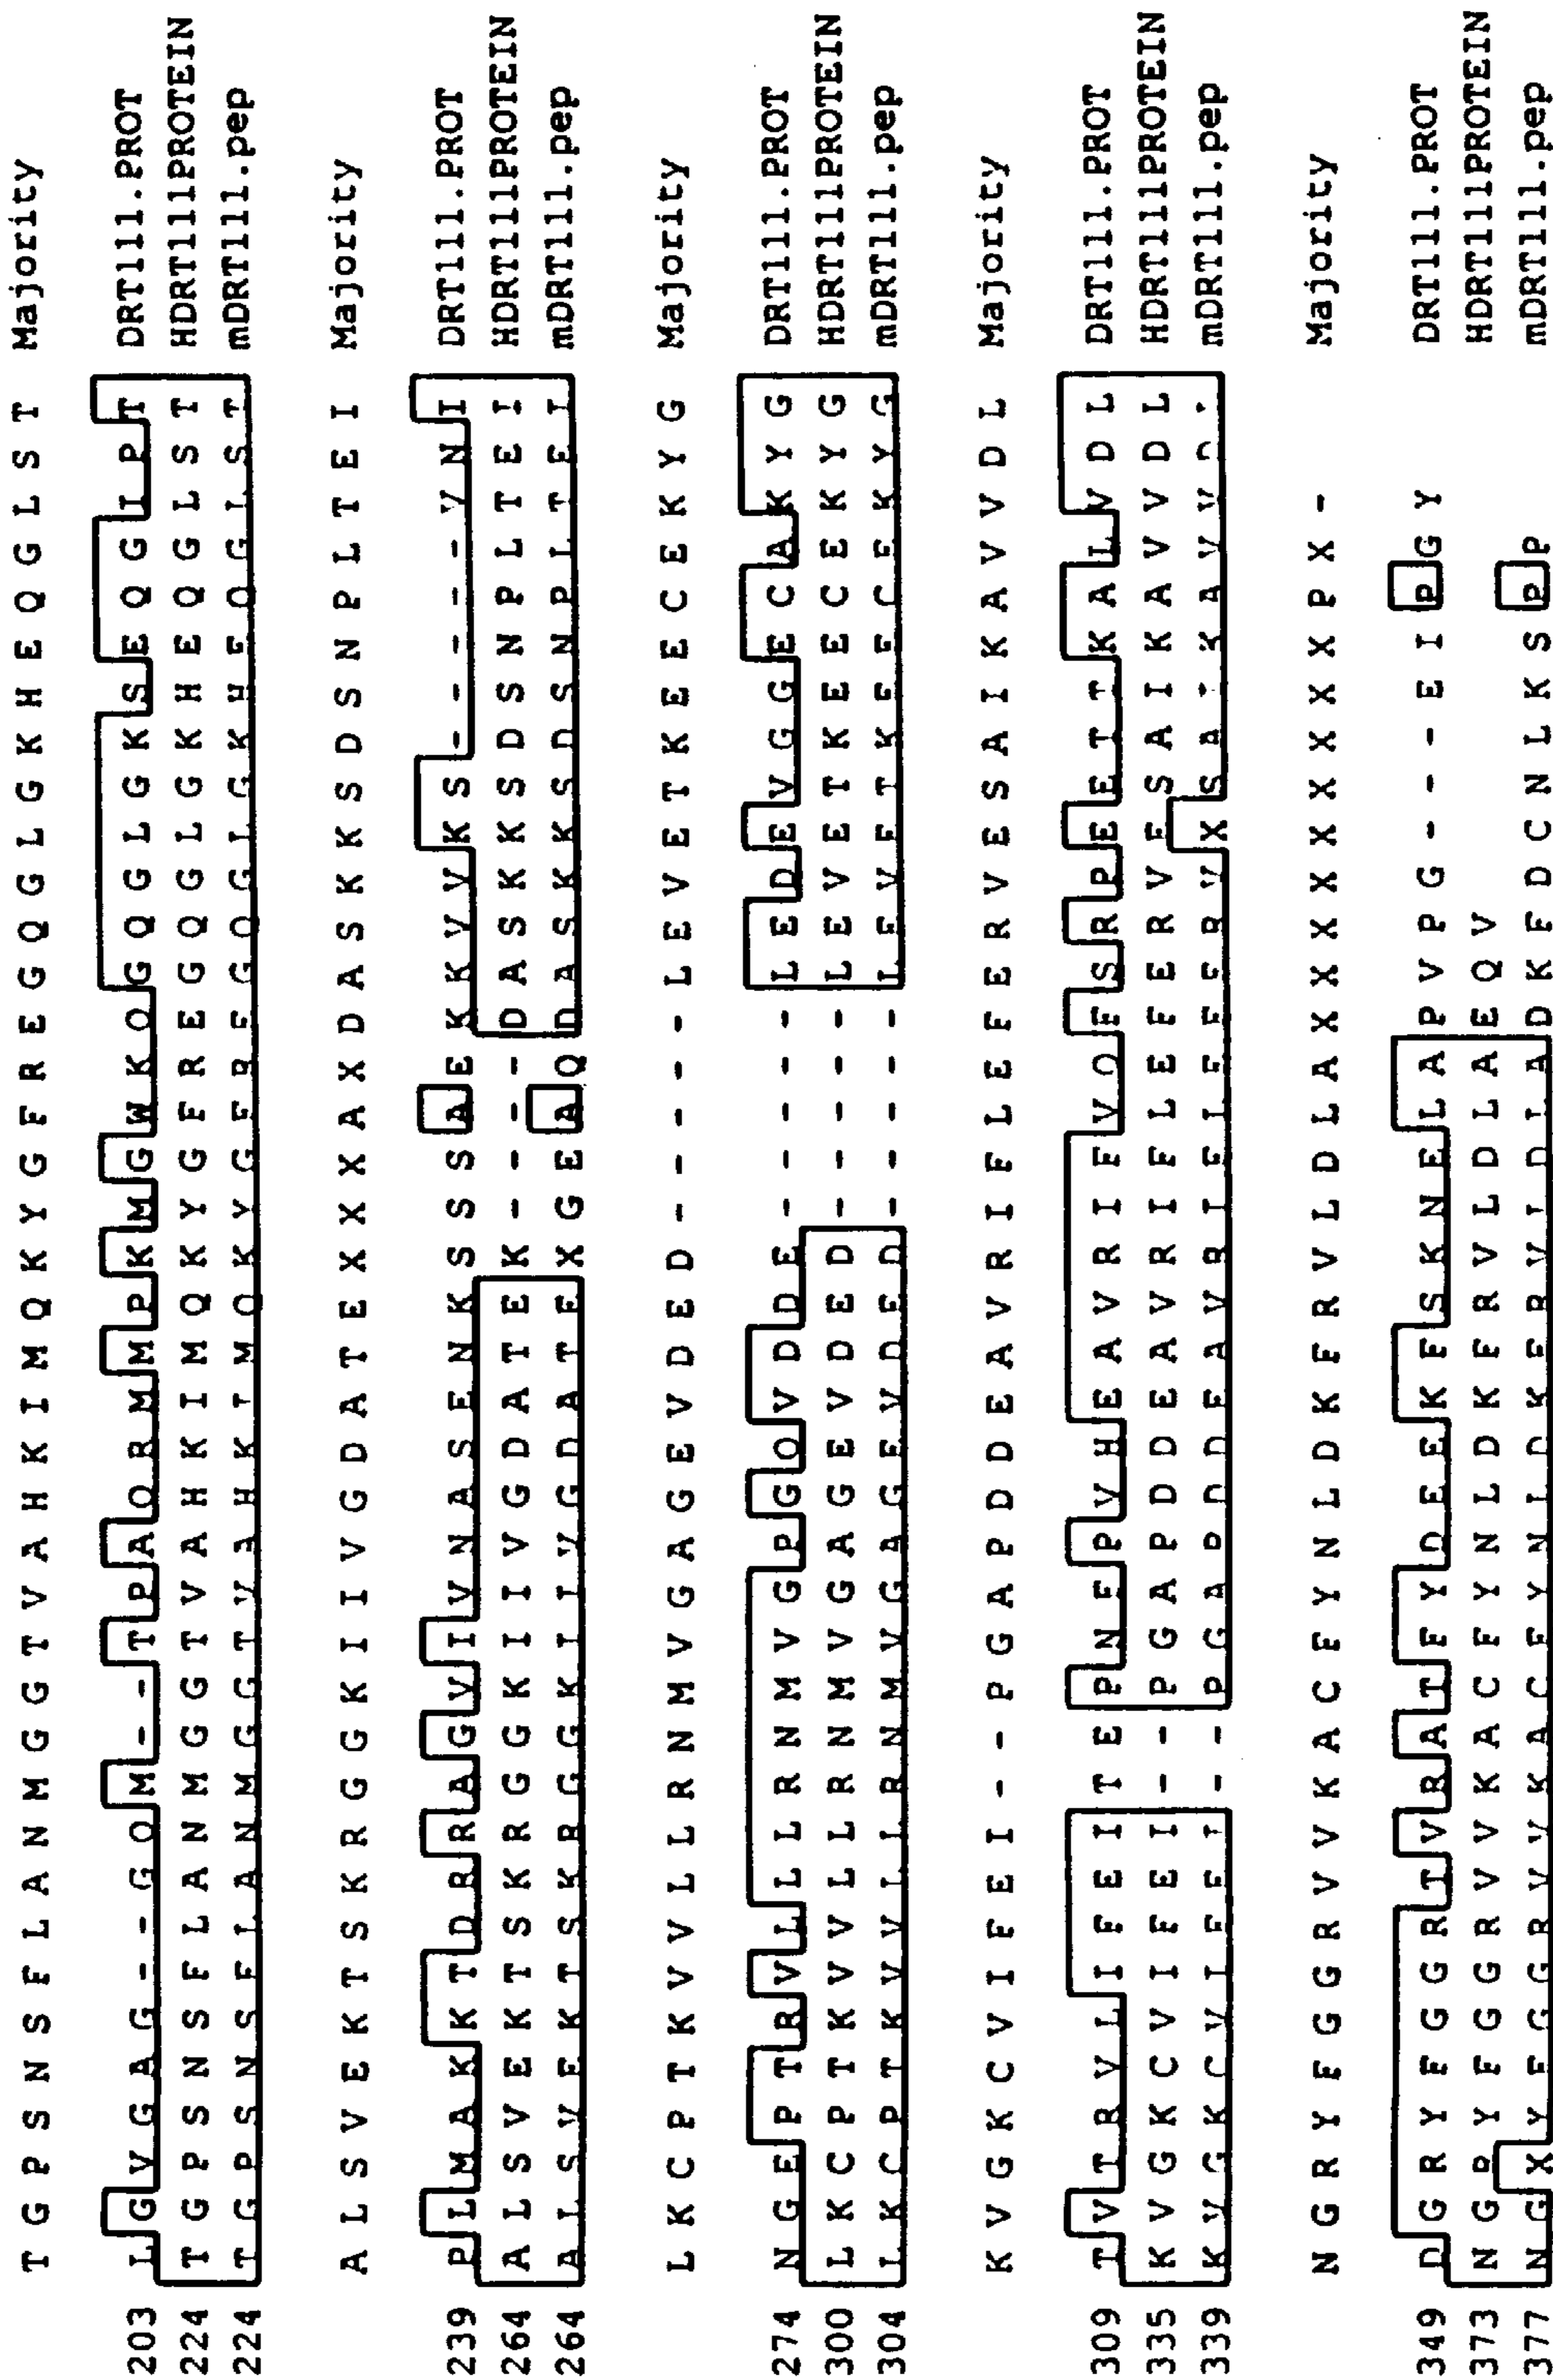 T G P S N S F L A N M G G T V A H K I M Q K Y G F R E G Q G L G K H E Q G L S T Majority
203 L G V G A G - - G Q M - - T P A Q R M M P K M G W K Q G Q G L G K S E Q G I P T DRT111.PROT
224 T G P S N S F L A N M G G T V A H K I M Q K Y G F R E G Q G L G K H E Q G L S T HDRT111PROTEIN
224 T G P S N S F L A N M G G T V A H K I M Q K Y G F R E G Q G L G K H E Q G L S T mDRT111.pep
A L S V E K T S K R G G K I I V G D A T E X X X A X D A S K K S D S N P L T E I Majority
239 P L M A K K T D R R A G V I V N A S E N K S S S A E K K V V K S - - - - - V N I DRT111.PROT
264 A L S V E K T S K R G G K I I V G D A T E K - - - - D A S K K S D S N P L T E I HDRT111PROTEIN
264 A L S V E K T S K R G G K I I V G D A T E X G E A Q D A S K K S D S N P L T E I mDRT111.pep
L K C P T K V V L L R N M V G A G E V D E D - - - - - L E V E T K E E C E K Y G Majority
274 N G E P T R V L L L R N M V G P G Q V D D E - - - - - L E D E V G G E C A K Y G DRT111.PROT
300 L K C P T K V V L L R N M V G A G E V D E D - - - - - L E V E T K E E C E K Y G HDRT111PROTEIN
304 L K C P T K V V L L R N M V G A G E V D E D - - - - - L E V E T K E E C E K Y G mDRT111.pep
K V G K C V I F E I - - P G A P D D E A V R I F L E F E R V E S A I K A V V D L Majority
309 T V T R V L I F E I T E P N F P V H E A V R I F V Q F S R P E E T T K A L V D L DRT111.PROT
335 K V G K C V I F E I - - P G A P D D E A V R I F L E F E R V E S A I K A V V D L HDRT111PROTEIN
339 K V G K C V I F E I - - P G A P D D E A V R I F L E F E R V X S A I K A V V D L mDRT111.pep
N G R Y F G G R V V K A C F Y N L D K F R V L D L A X X X X X X X X X P X - Majority
349 D G R Y F G G R T V R A T F Y D E E K F S K N E L A P V P G - - - E I P G Y DRT111.PROT
373 N G R Y F G G R V V K A C F Y N L D K F R V L D L A E Q V HDRT111PROTEIN
377 N G X Y F G G R V V K A C F Y N L D K F R V L D L A D K F D C N L K S P P mDRT111.pep